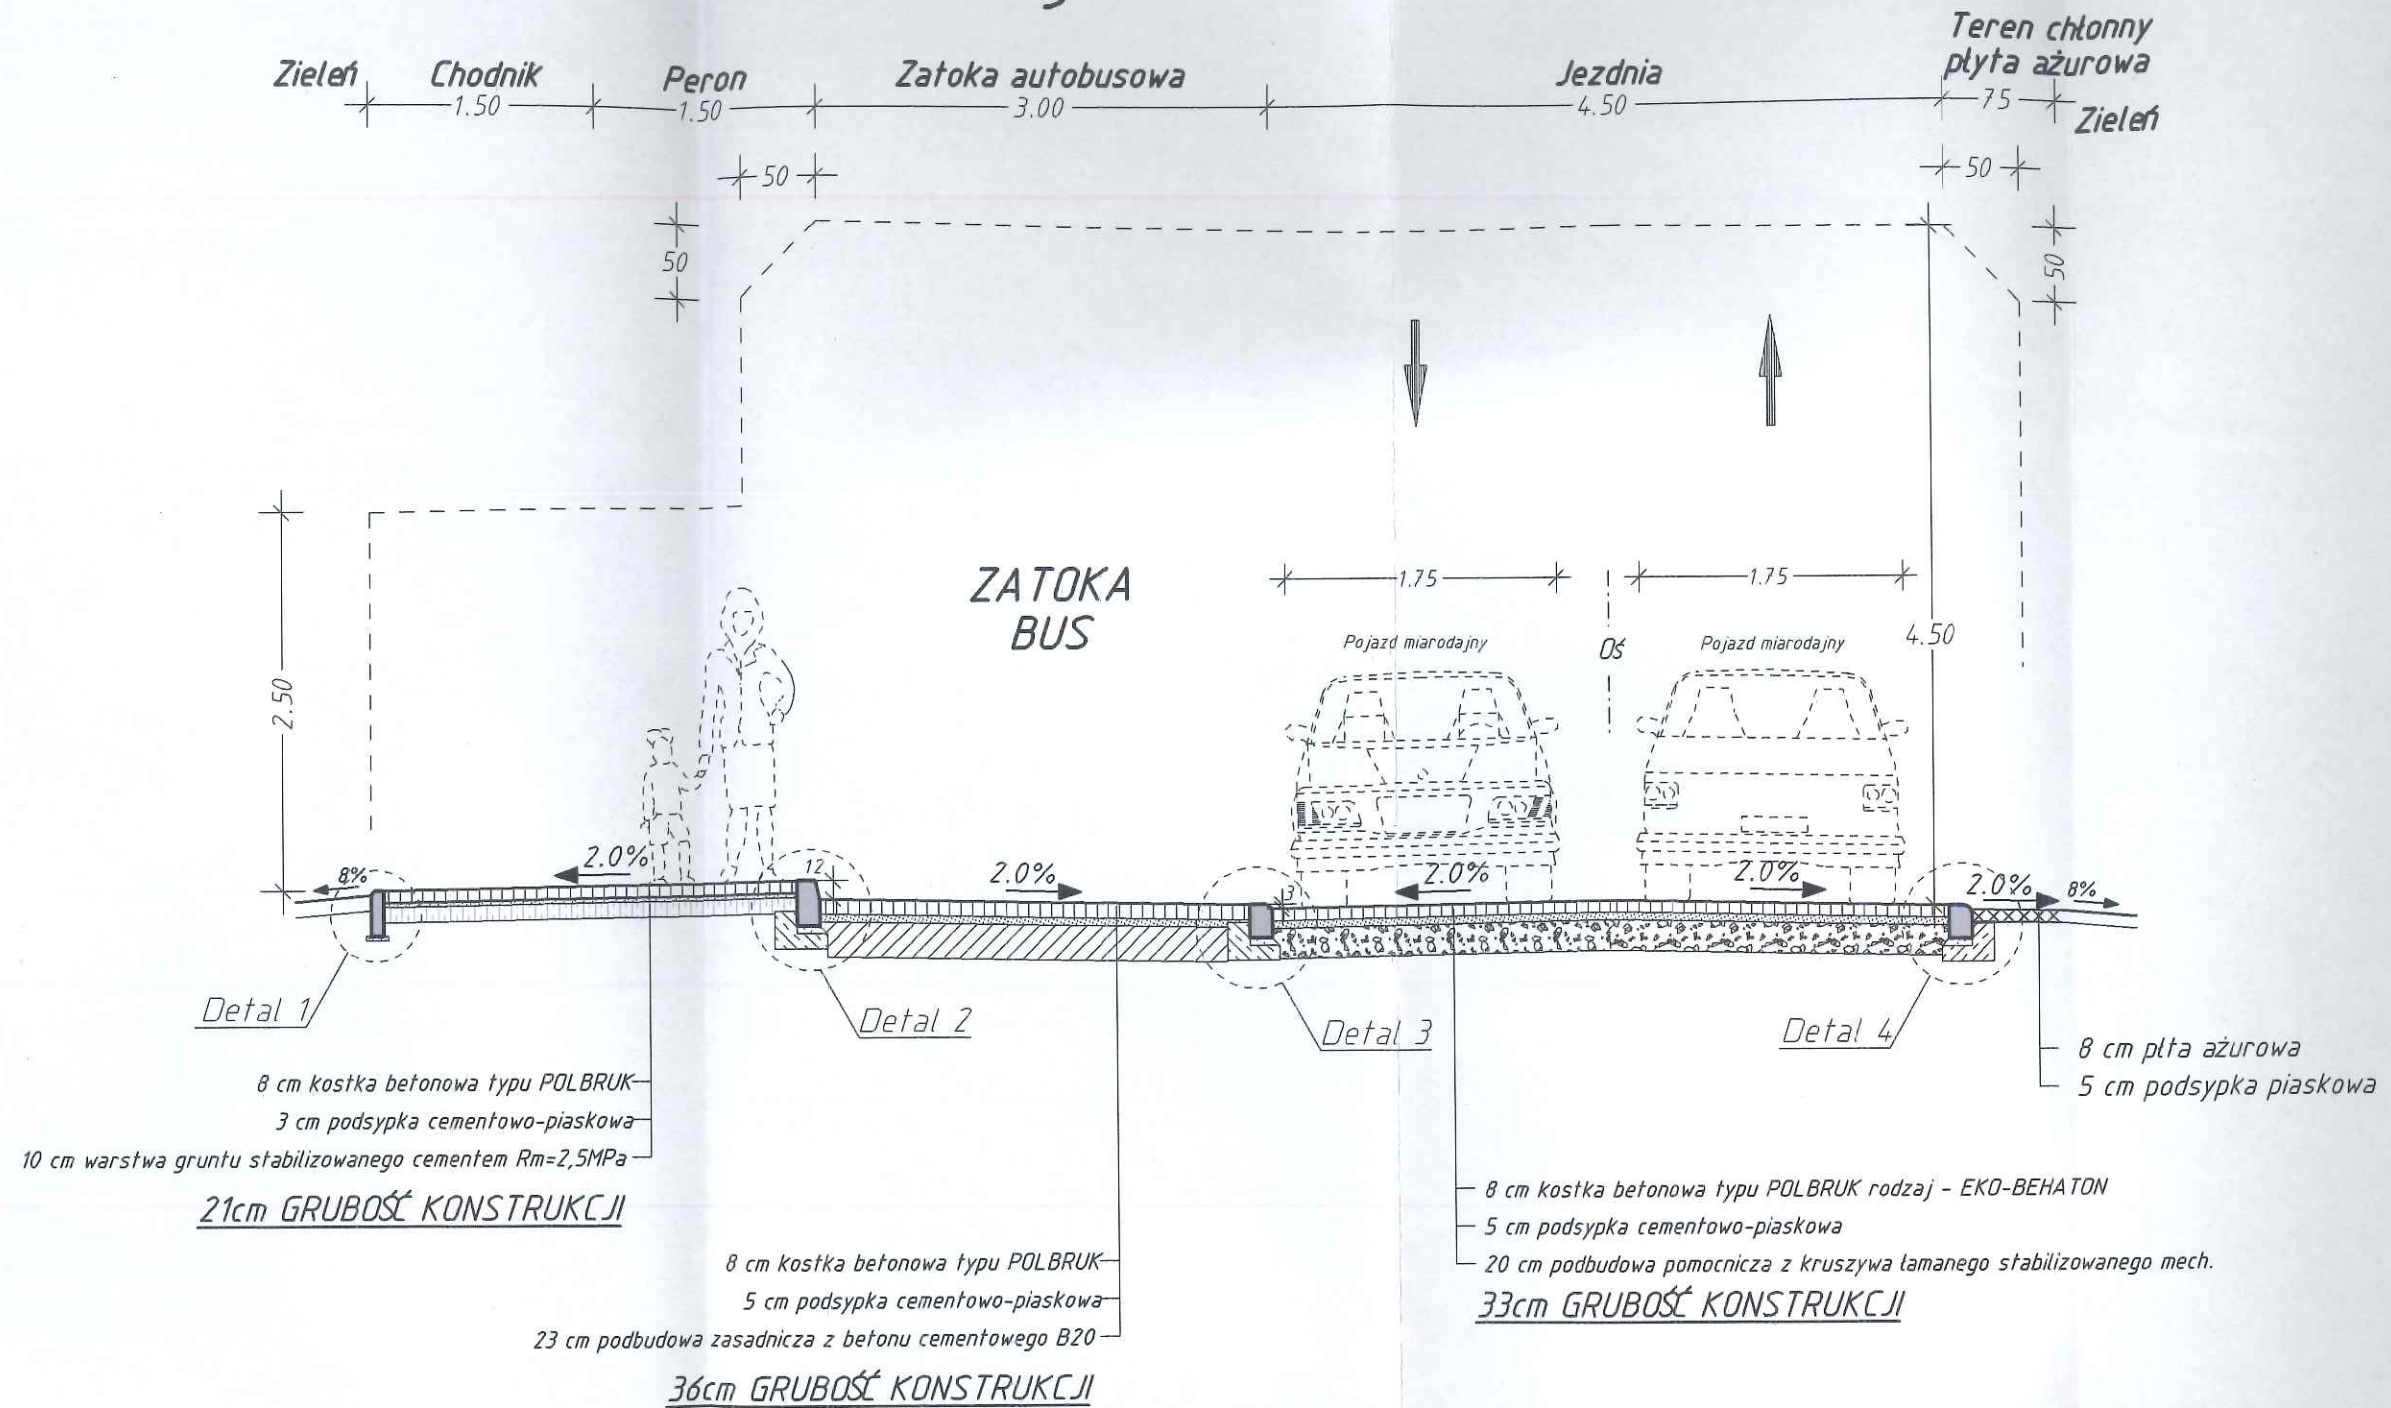 Teren chłonny
płyta ażurowa
Zieleń
Chodnik
Peron
Zatoka autobusowa
Jezdnia
1.50
1.50
3.00
4.50
75
Zieleń
50
50
50
50
2.50
ZATOKA
BUS
1.75
1.75
Pojazd miarodajny
Oś
Pojazd miarodajny
4.50
8%
2.0%
12
2.0%
3
2.0%
2.0%
2.0%
8%
Detal 1
Detal 2
Detal 3
Detal 4
8 cm płta ażurowa
5 cm podsypka piaskowa
8 cm kostka betonowa typu POLBRUK
3 cm podsypka cementowo-piaskowa
10 cm warstwa gruntu stabilizowanego cementem Rm=2,5MPa
21cm GRUBOŚĆ KONSTRUKCJI
8 cm kostka betonowa typu POLBRUK rodzaj - EKO-BEHATON
5 cm podsypka cementowo-piaskowa
20 cm podbudowa pomocnicza z kruszywa łamanego stabilizowanego mech.
33cm GRUBOŚĆ KONSTRUKCJI
8 cm kostka betonowa typu POLBRUK
5 cm podsypka cementowo-piaskowa
23 cm podbudowa zasadnicza z betonu cementowego B20
36cm GRUBOŚĆ KONSTRUKCJI